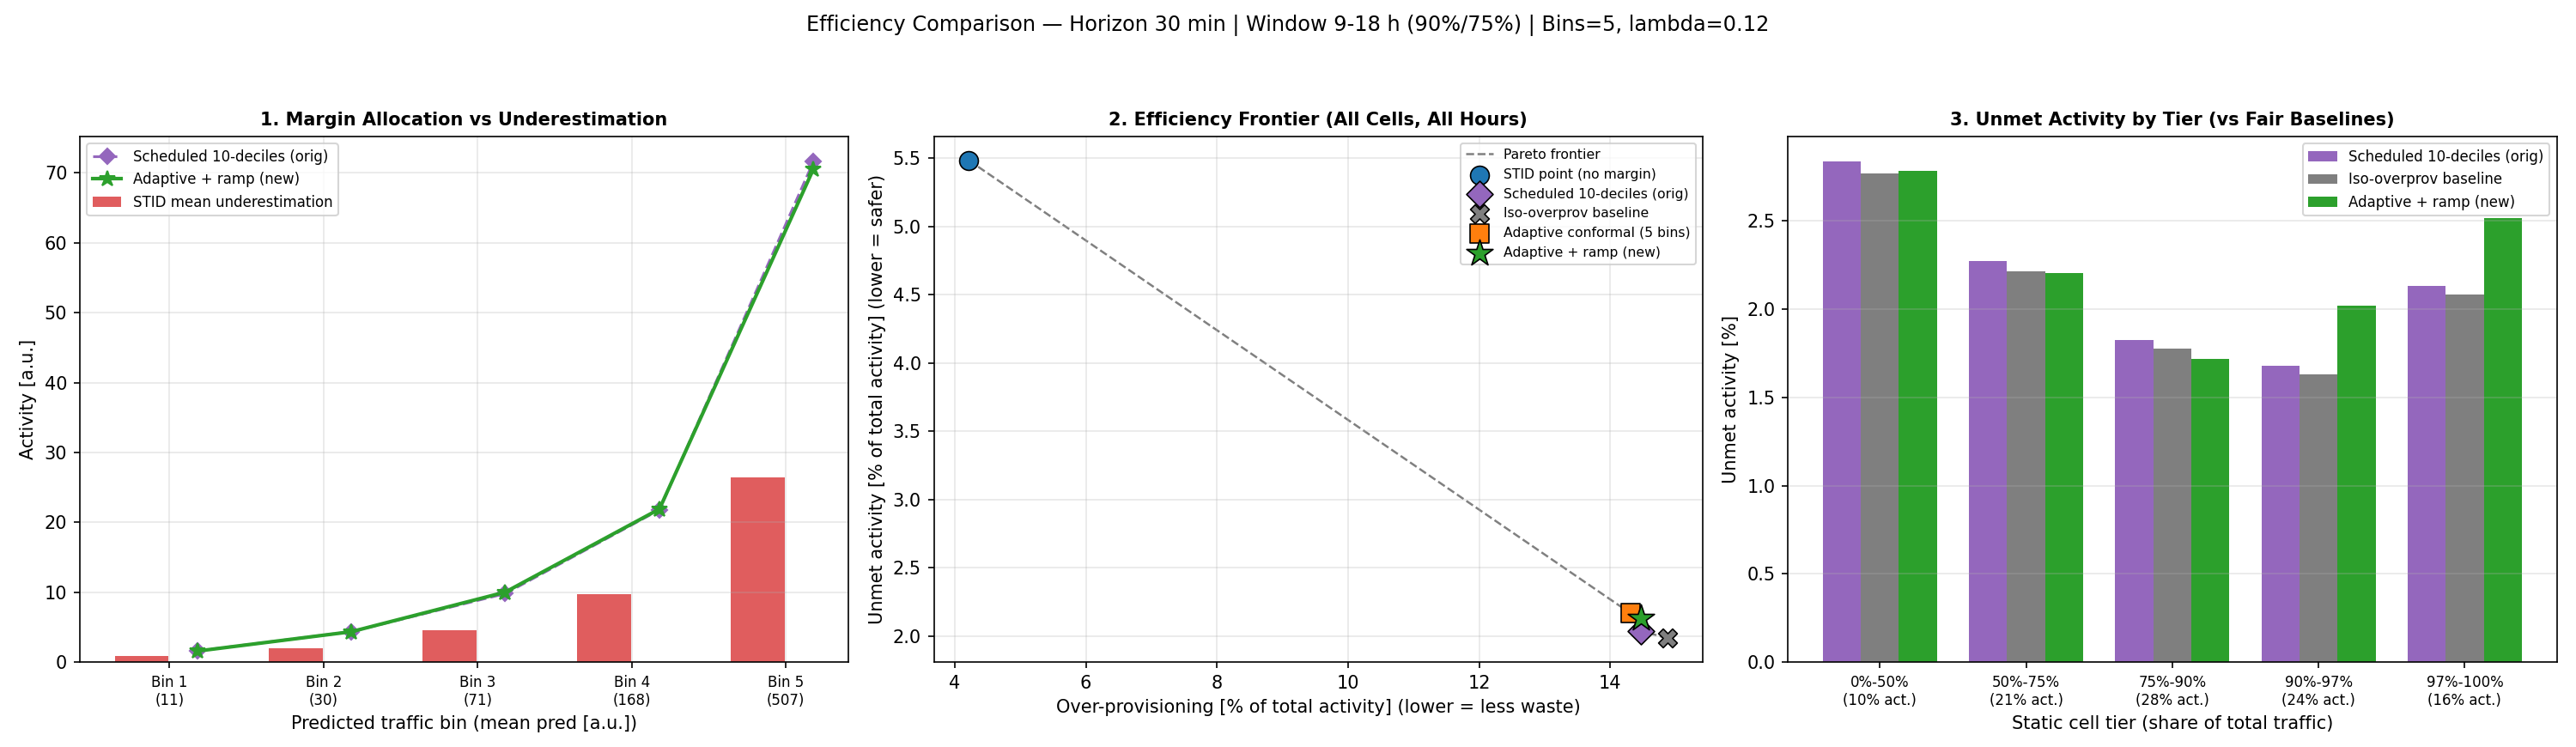 Efficiency Comparison — Horizon 30 min | Window 9-18 h (90%/75%) | Bins=5, lambda=0.12
1. Margin Allocation vs Underestimation
Scheduled 10-deciles (orig)
Adaptive + ramp (new)
STID mean underestimation
Activity [a.u.]
70
60
50
40
30
20
10
0
Bin 1
(11)
Bin 2
(30)
Bin 3
(71)
Bin 4
(168)
Bin 5
(507)
Predicted traffic bin (mean pred [a.u.])
2. Efficiency Frontier (All Cells, All Hours)
Pareto frontier
STID point (no margin)
Scheduled 10-deciles (orig)
Iso-overprov baseline
Adaptive conformal (5 bins)
Adaptive + ramp (new)
Unmet activity [% of total activity] (lower = safer)
5.5
5.0
4.5
4.0
3.5
3.0
2.5
2.0
4
6
8
10
12
14
Over-provisioning [% of total activity] (lower = less waste)
3. Unmet Activity by Tier (vs Fair Baselines)
Scheduled 10-deciles (orig)
Iso-overprov baseline
Adaptive + ramp (new)
Unmet activity [%]
2.5
2.0
1.5
1.0
0.5
0.0
0%-50%
(10% act.)
50%-75%
(21% act.)
75%-90%
(28% act.)
90%-97%
(24% act.)
97%-100%
(16% act.)
Static cell tier (share of total traffic)